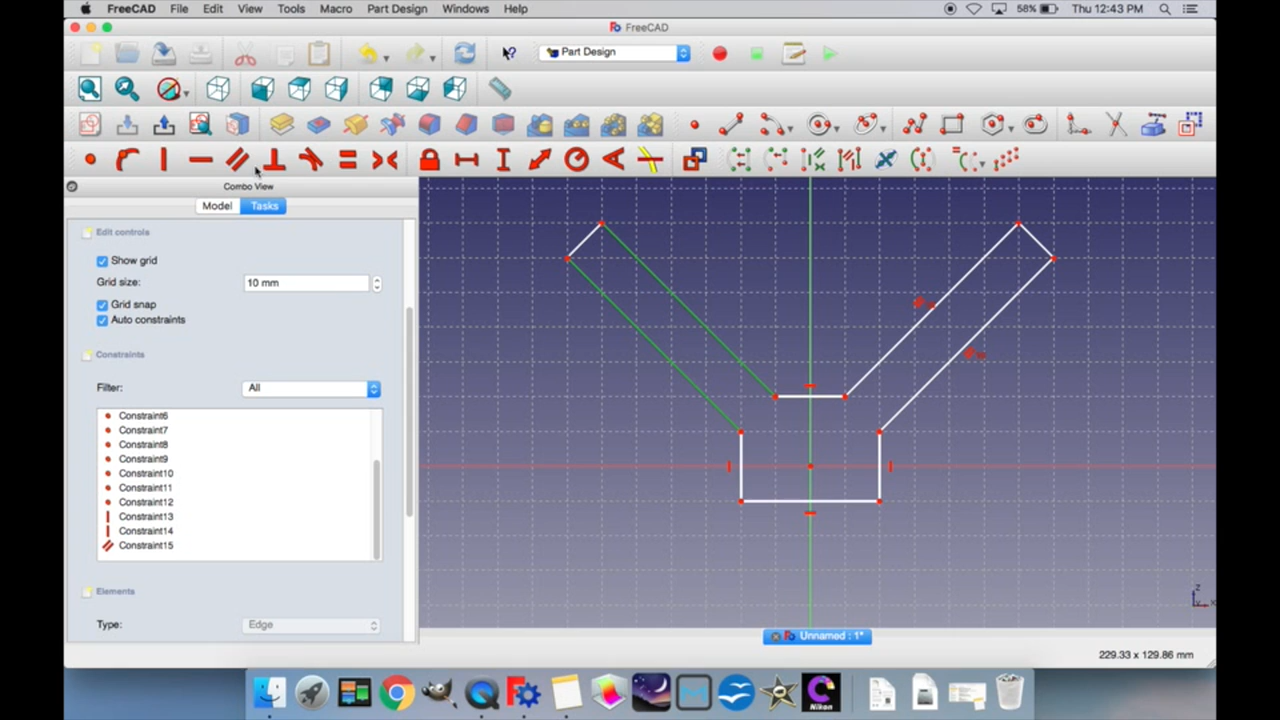 FreeCAD File Edit View Tools Macro Part Design Windows Help 58% Thu 12:43 PM
FreeCAD
Part Design
Combo View
Model Tasks
Edit controls
Show grid
Grid size: 10 mm
Grid snap
Auto constraints
Constraints
Filter: All
Constraint6
Constraint7
Constraint8
Constraint9
Constraint10
Constraint11
Constraint12
Constraint13
Constraint14
Constraint15
Elements
Type: Edge
Unnamed : 1*
229.33 x 129.86 mm
Nikon